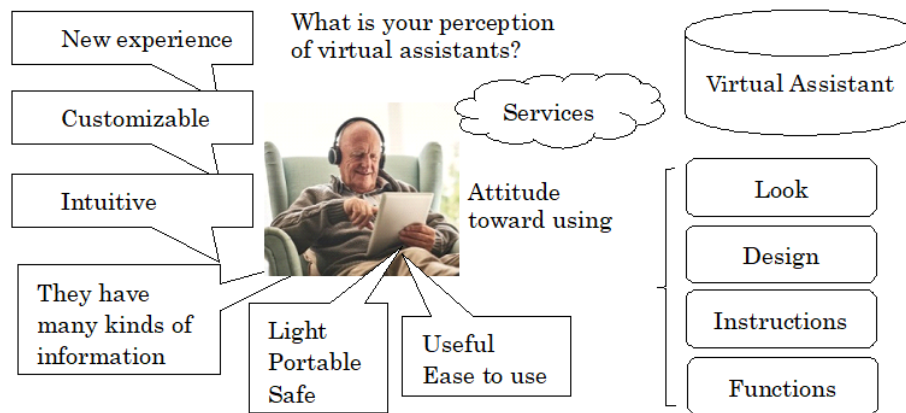 New experience
What is your perception
of virtual assistants?
Virtual Assistant
Customizable
Services
Intuitive
Attitude
toward using
Look
Design
They have
many kinds of
information
Light
Portable
Safe
Useful
Ease to use
Instructions
Functions